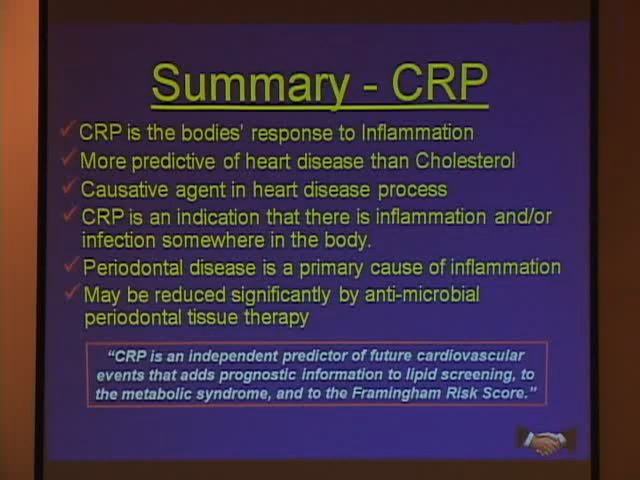 Summary - CRP
CRP is the bodies' response to Inflammation
More predictive of heart disease than Cholesterol
Causative agent in heart disease process
CRP is an indication that there is inflammation and/or
infection somewhere in the body.
Periodontal disease is a primary cause of inflammation
May be reduced significantly by anti-microbial
periodontal tissue therapy
"CRP is an independent predictor of future cardiovascular
events that adds prognostic information to lipid screening, to
the metabolic syndrome, and to the Framingham Risk Score."